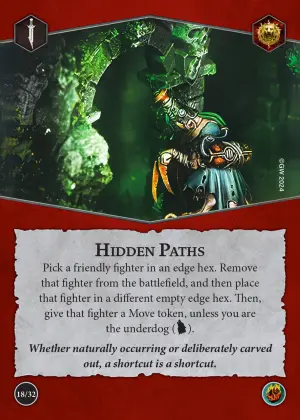 ©GW 2024
HIDDEN PATHS
Pick a friendly fighter in an edge hex. Remove
that fighter from the battlefield, and then place
that fighter in a different empty edge hex. Then,
give that fighter a Move token, unless you are
the underdog ( ).
Whether naturally occurring or deliberately carved
out, a shortcut is a shortcut.
18/32